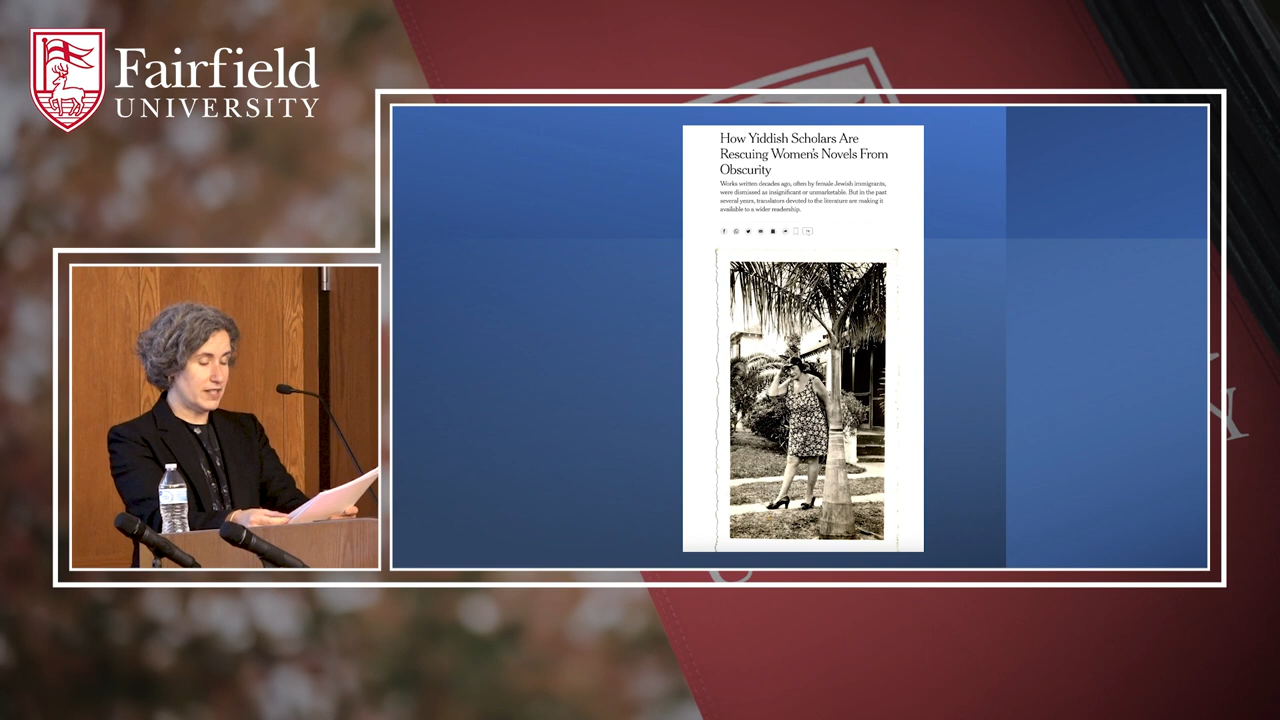 Fairfield
UNIVERSITY
How Yiddish Scholars Are
Rescuing Women's Novels From
Obscurity
Works written decades ago, often by female Jewish immigrants,
were dismissed as insignificant or unmarketable. But in the past
several years, translators devoted to the literature are making it
available to a wider readership.
Y